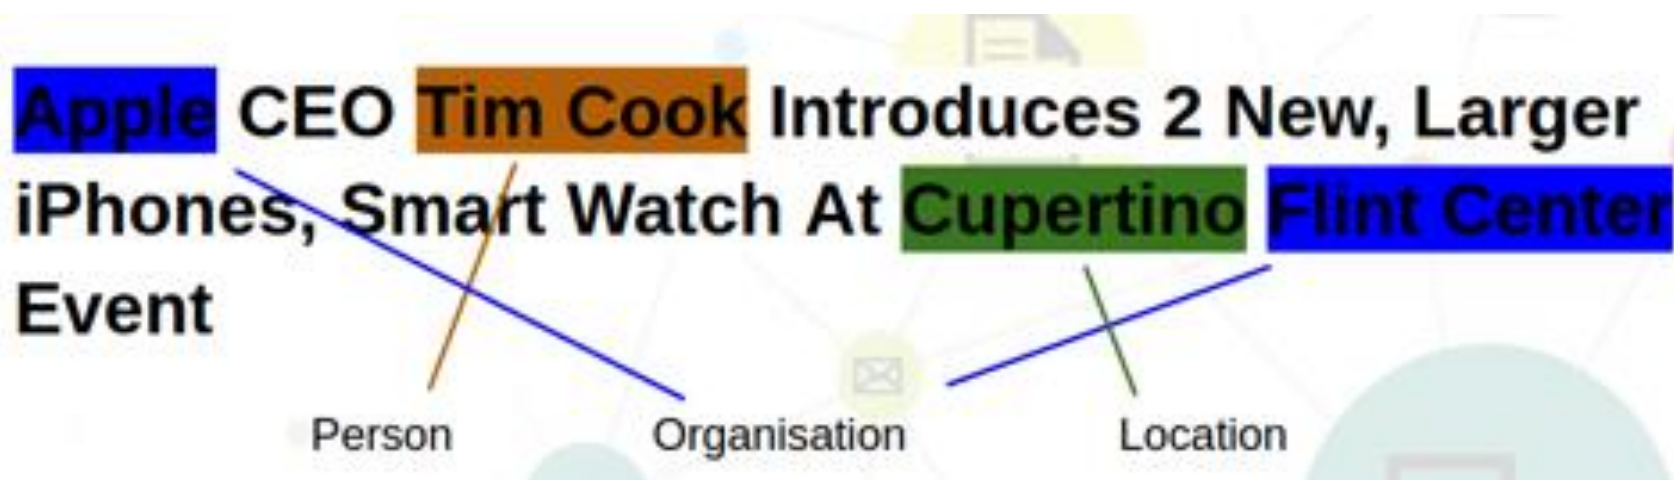 Apple CEO Tim Cook Introduces 2 New, Larger
iPhones, Smart Watch At Cupertino Flint Center
Event
Person Organisation Location